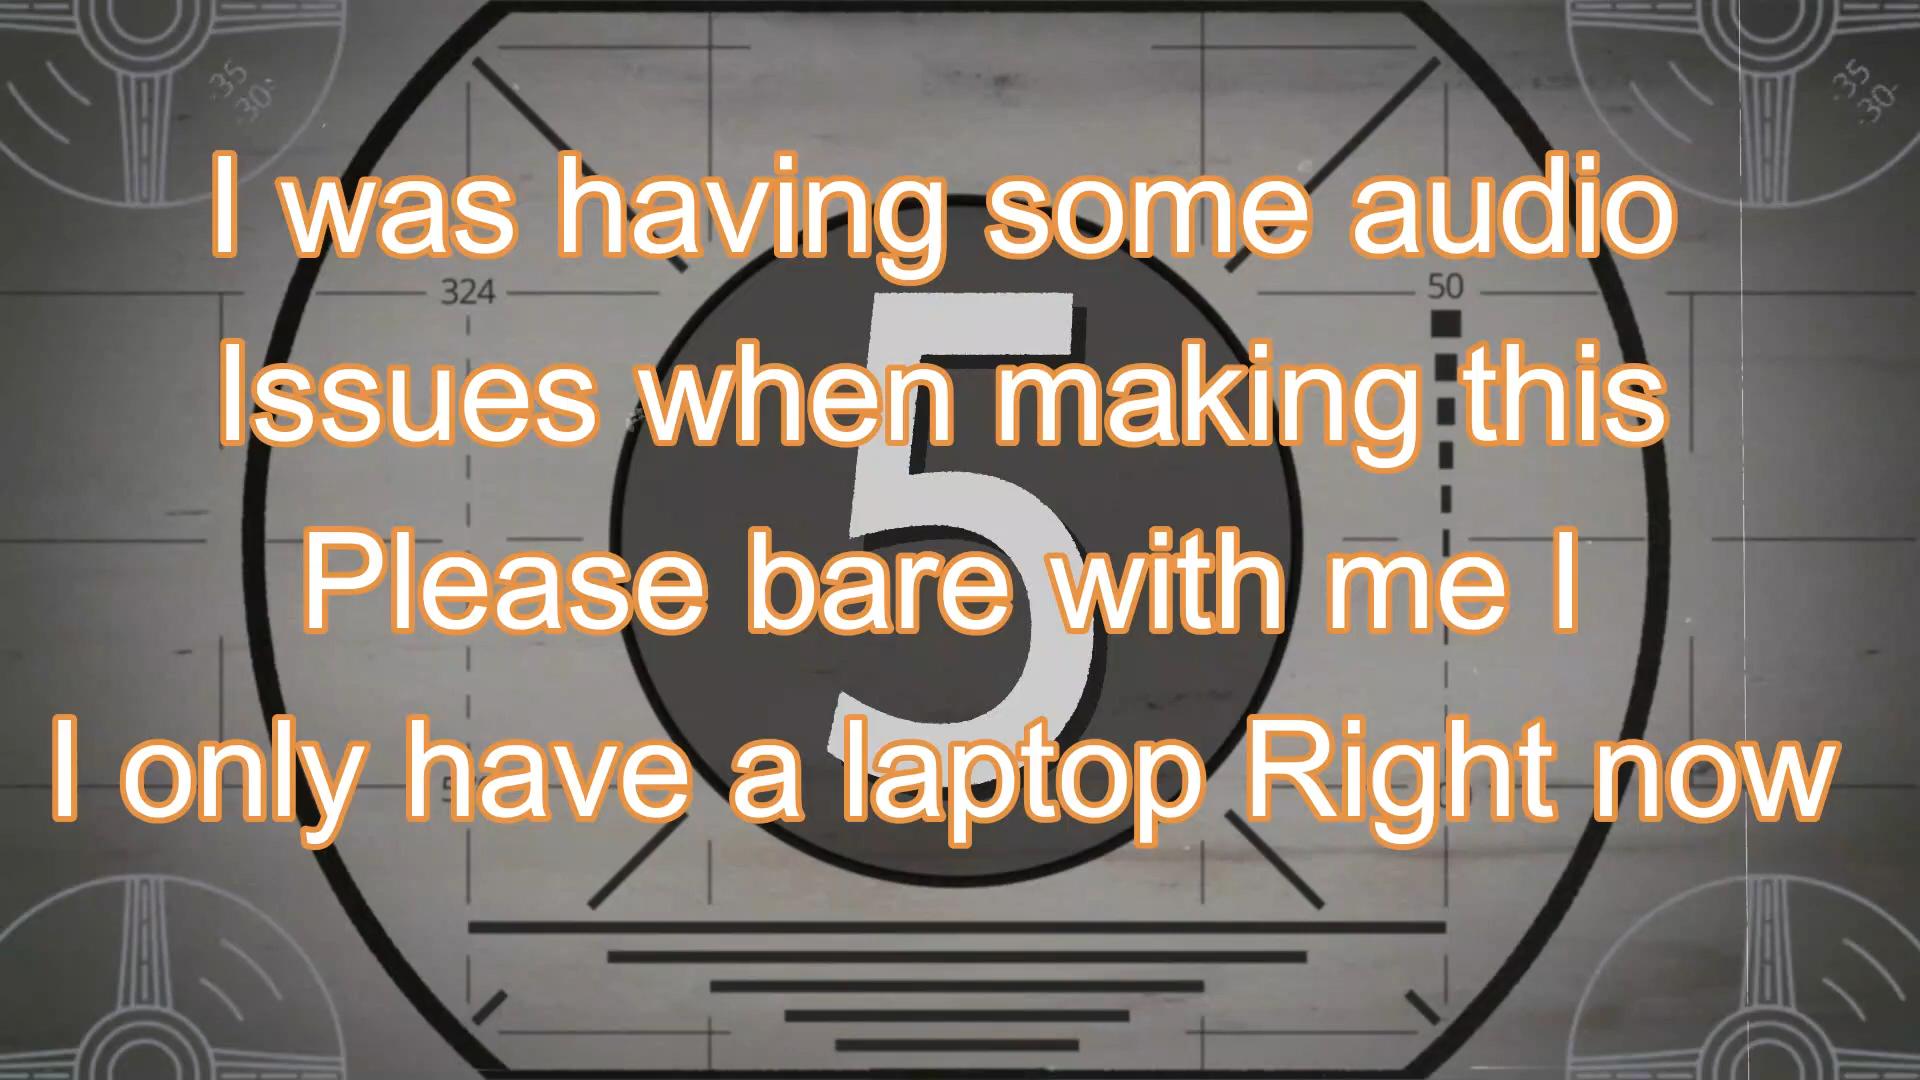 -35
-30-
-35
-30-
I was having some audio
324
50
5
Issues when making this
Please bare with me I
I only have a laptop Right now